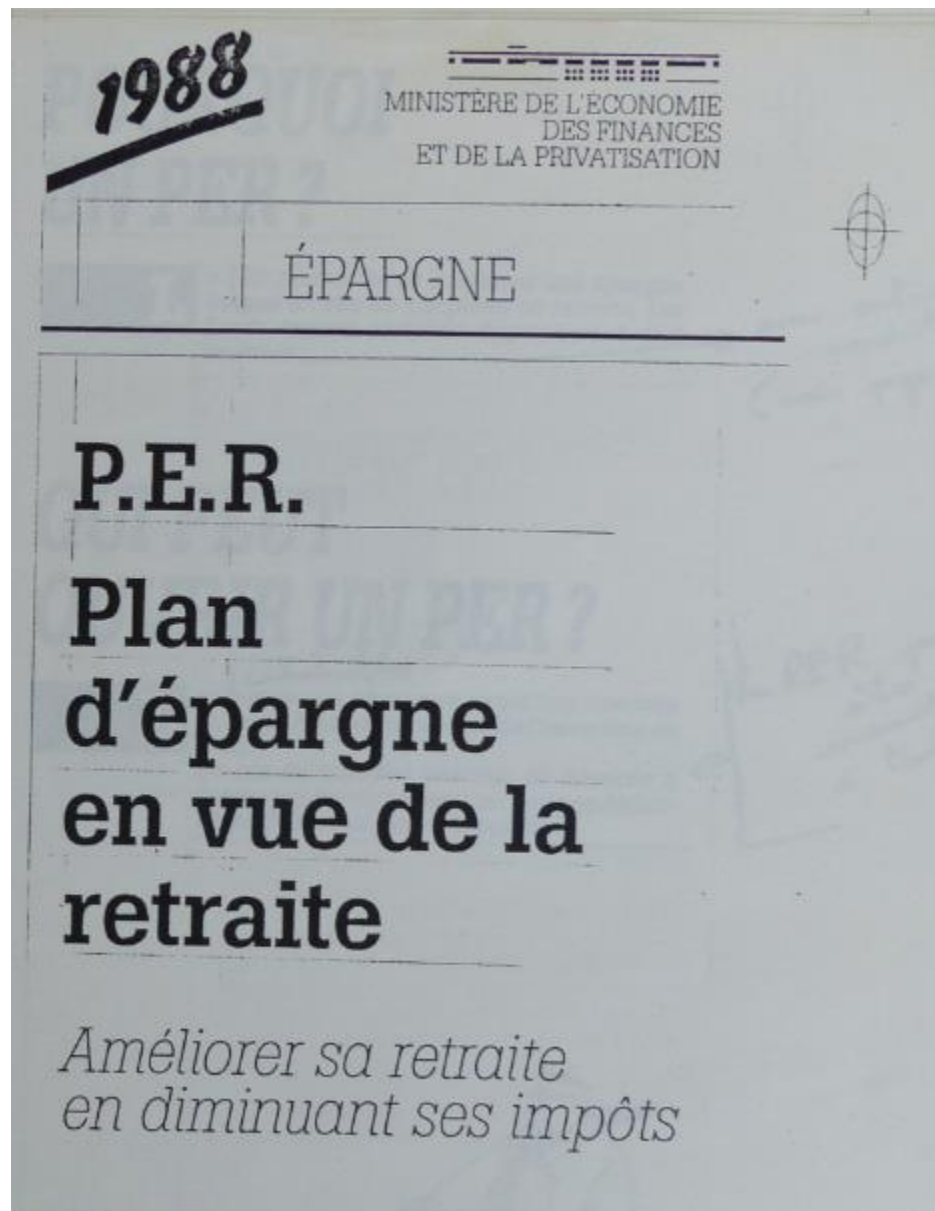 1988
MINISTÈRE DE L'ÉCONOMIE
DES FINANCES
ET DE LA PRIVATISATION
ÉPARGNE
P.E.R.
Plan
d'épargne
en vue de la
retraite
Améliorer sa retraite
en diminuant ses impôts